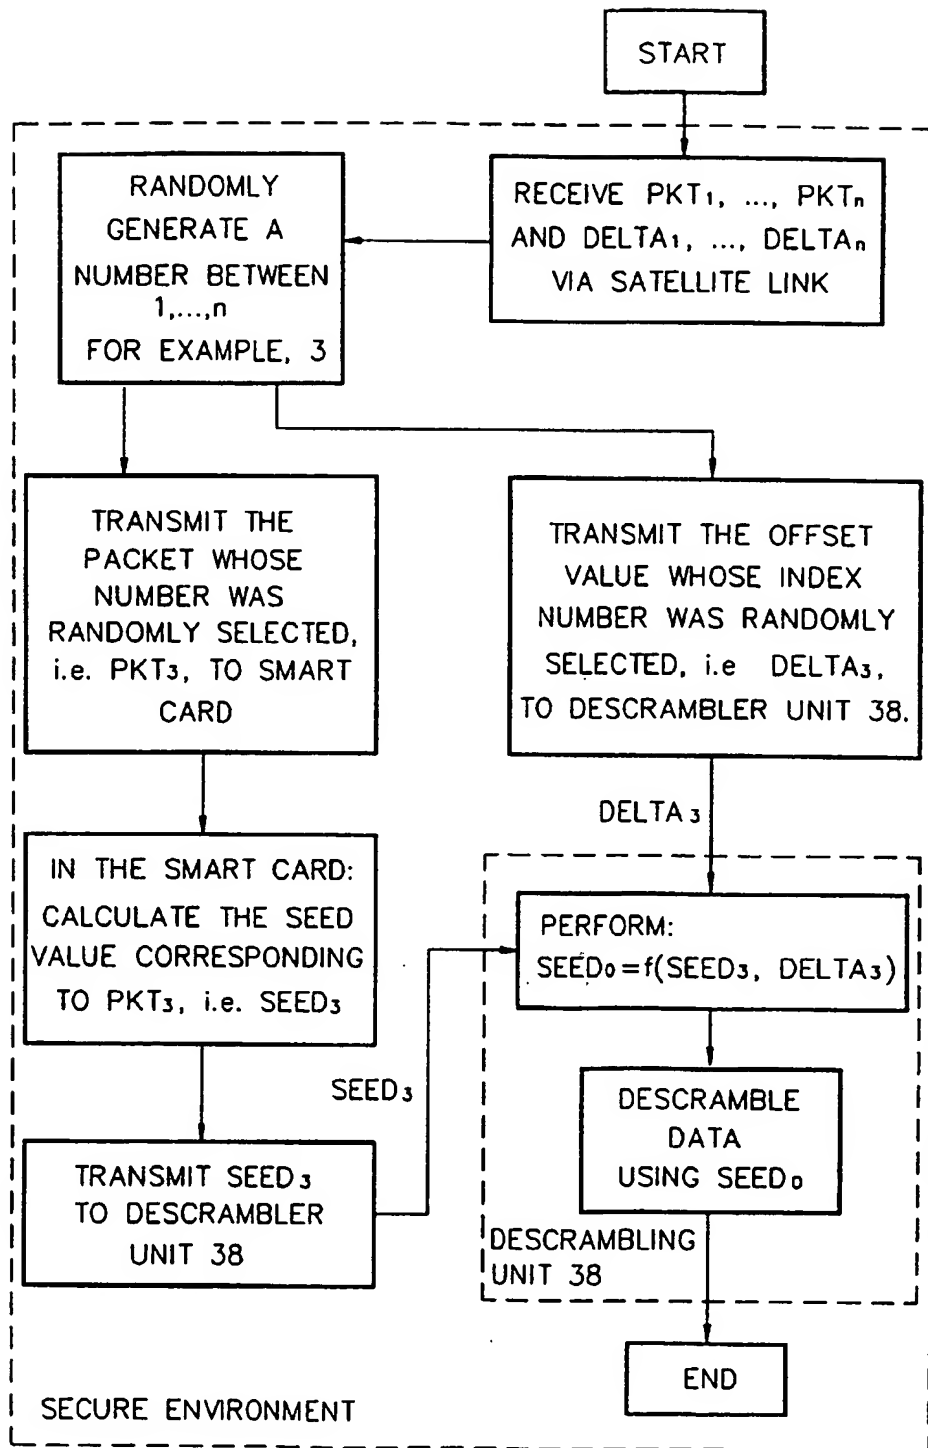 START
RECEIVE PKT₁, ..., PKTₙ
AND DELTA₁, ..., DELTAₙ
VIA SATELLITE LINK
RANDOMLY
GENERATE A
NUMBER BETWEEN
1,...,n
FOR EXAMPLE, 3
TRANSMIT THE
PACKET WHOSE
NUMBER WAS
RANDOMLY SELECTED,
i.e. PKT₃, TO SMART
CARD
TRANSMIT THE OFFSET
VALUE WHOSE INDEX
NUMBER WAS RANDOMLY
SELECTED, i.e DELTA₃,
TO DESCRAMBLER UNIT 38.
DELTA₃
IN THE SMART CARD:
CALCULATE THE SEED
VALUE CORRESPONDING
TO PKT₃, i.e. SEED₃
SEED₃
TRANSMIT SEED₃
TO DESCRAMBLER
UNIT 38
PERFORM:
SEED₀=f(SEED₃, DELTA₃)
DESCRAMBLE
DATA
USING SEED₀
DESCRAMBLING
UNIT 38
END
SECURE ENVIRONMENT